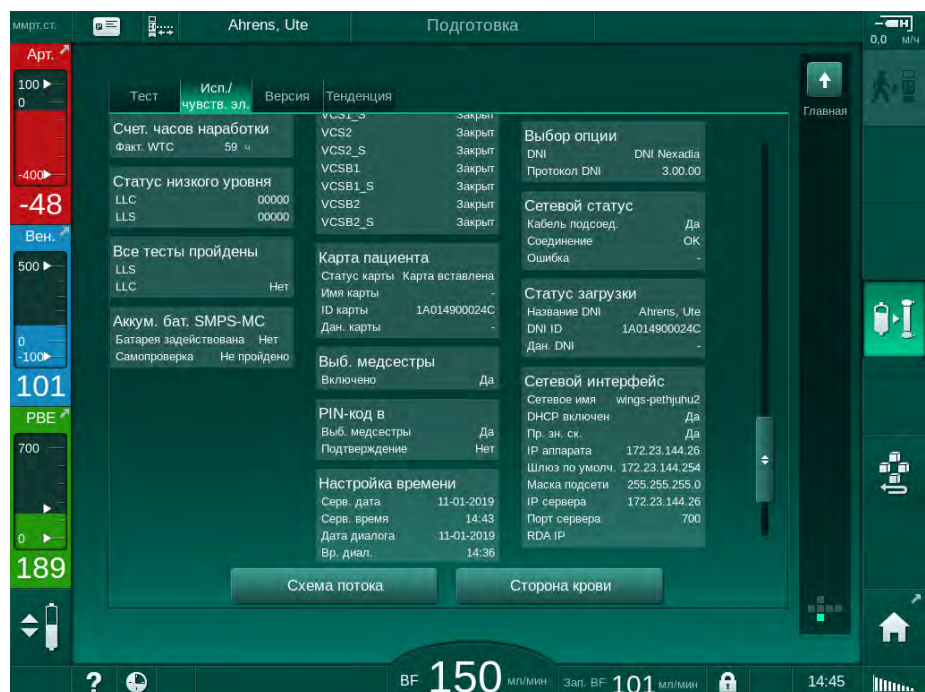 ммрт.ст.
Ahrens, Ute
Подготовка
0,0 м/ч
Арт.
100
0
-400
-48
Вен.
500
0
-100
101
PBE
700
0
189
Тест
Исп./
чувств. эл.
Версия
Тенденция
Главная
Счет. часов наработки
Факт. WTC 59 ч
Статус низкого уровня
LLC 00000
LLS 00000
Все тесты пройдены
LLS
LLC Нет
Аккум. бат. SMPS-MC
Батарея задействована Нет
Самопроверка Не пройдено
VCS1_S Закрыт
VCS2 Закрыт
VCS2_S Закрыт
VCSB1 Закрыт
VCSB1_S Закрыт
VCSB2 Закрыт
VCSB2_S Закрыт
Карта пациента
Статус карты Карта вставлена
Имя карты -
ID карты 1A014900024C
Дан. карты -
Выб. медсестры
Включено Да
PIN-код в
Выб. медсестры Да
Подтверждение Нет
Настройка времени
Серв. дата 11-01-2019
Серв. время 14:43
Дата диалога 11-01-2019
Вр. диал. 14:36
Выбор опции
DNI DNI Nexadia
Протокол DNI 3.00.00
Сетевой статус
Кабель подсоед. Да
Соединение OK
Ошибка -
Статус загрузки
Название DNI Ahrens, Ute
DNI ID 1A014900024C
Дан. DNI -
Сетевой интерфейс
Сетевое имя wings-pethjuhu2
DHCP включен Да
Пр. зн. ск. Да
IP аппарата 172.23.144.26
Шлюз по умолч. 172.23.144.254
Маска подсети 255.255.255.0
IP сервера 172.23.144.26
Порт сервера 700
RDA IP
Схема потока
Сторона крови
? BF 150 мл/мин Зап. BF 101 мл/мин 14:45